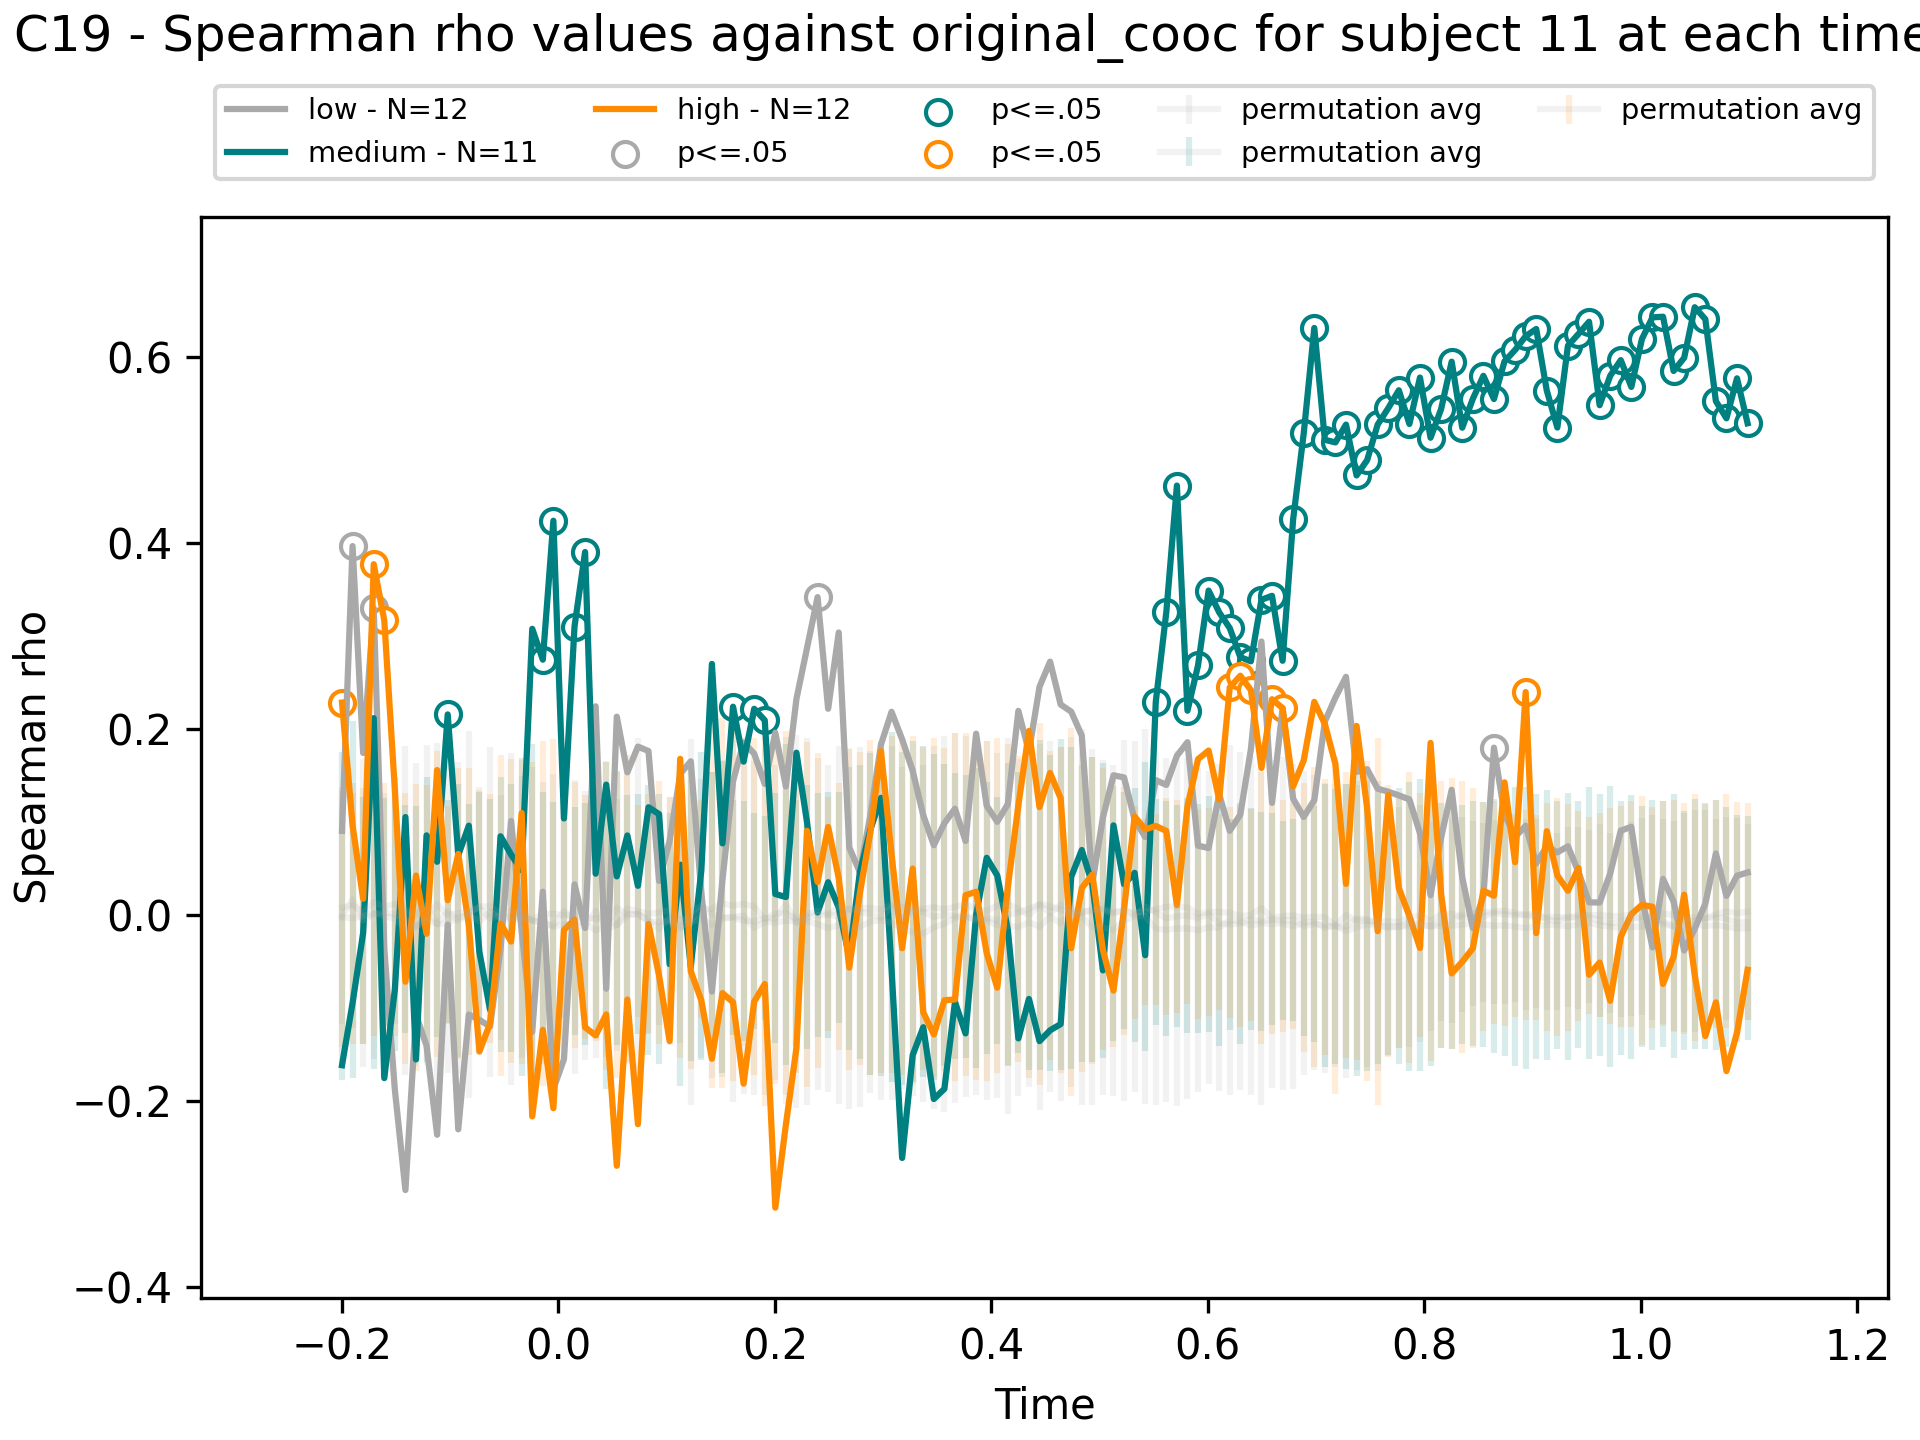 C19 - Spearman rho values against original_cooc for subject 11 at each time
low - N=12
medium - N=11
high - N=12
p<=.05
p<=.05
p<=.05
permutation avg
permutation avg
permutation avg
Spearman rho
0.6
0.4
0.2
0.0
−0.2
−0.4
−0.2 0.0 0.2 0.4 0.6 0.8 1.0 1.2
Time